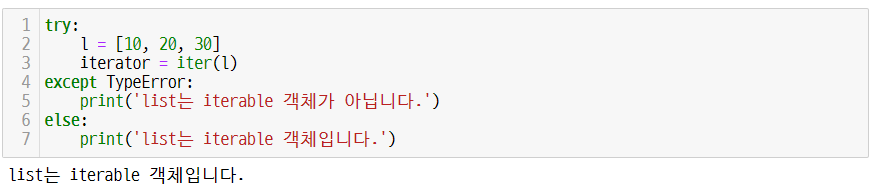 1 try:
2     l = [10, 20, 30]
3     iterator = iter(l)
4 except TypeError:
5     print('list는 iterable 객체가 아닙니다.')
6 else:
7     print('list는 iterable 객체입니다.')
list는 iterable 객체입니다.